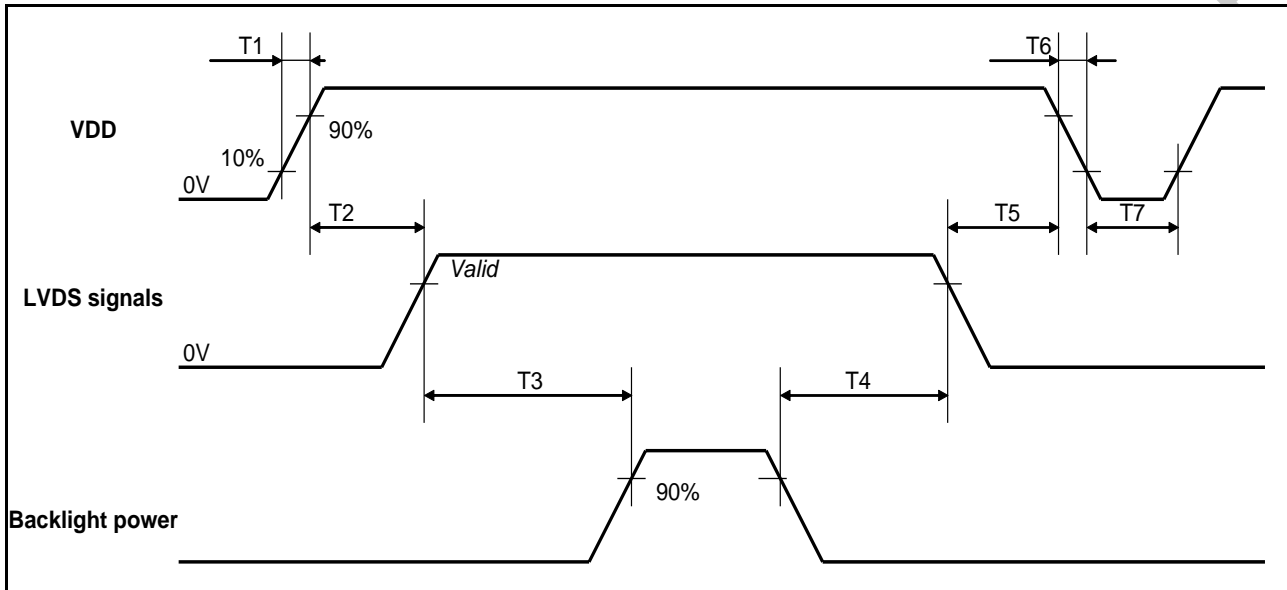 T1
T6
VDD
90%
10%
0V
T2
T5
T7
Valid
LVDS signals
0V
T3
T4
90%
Backlight power